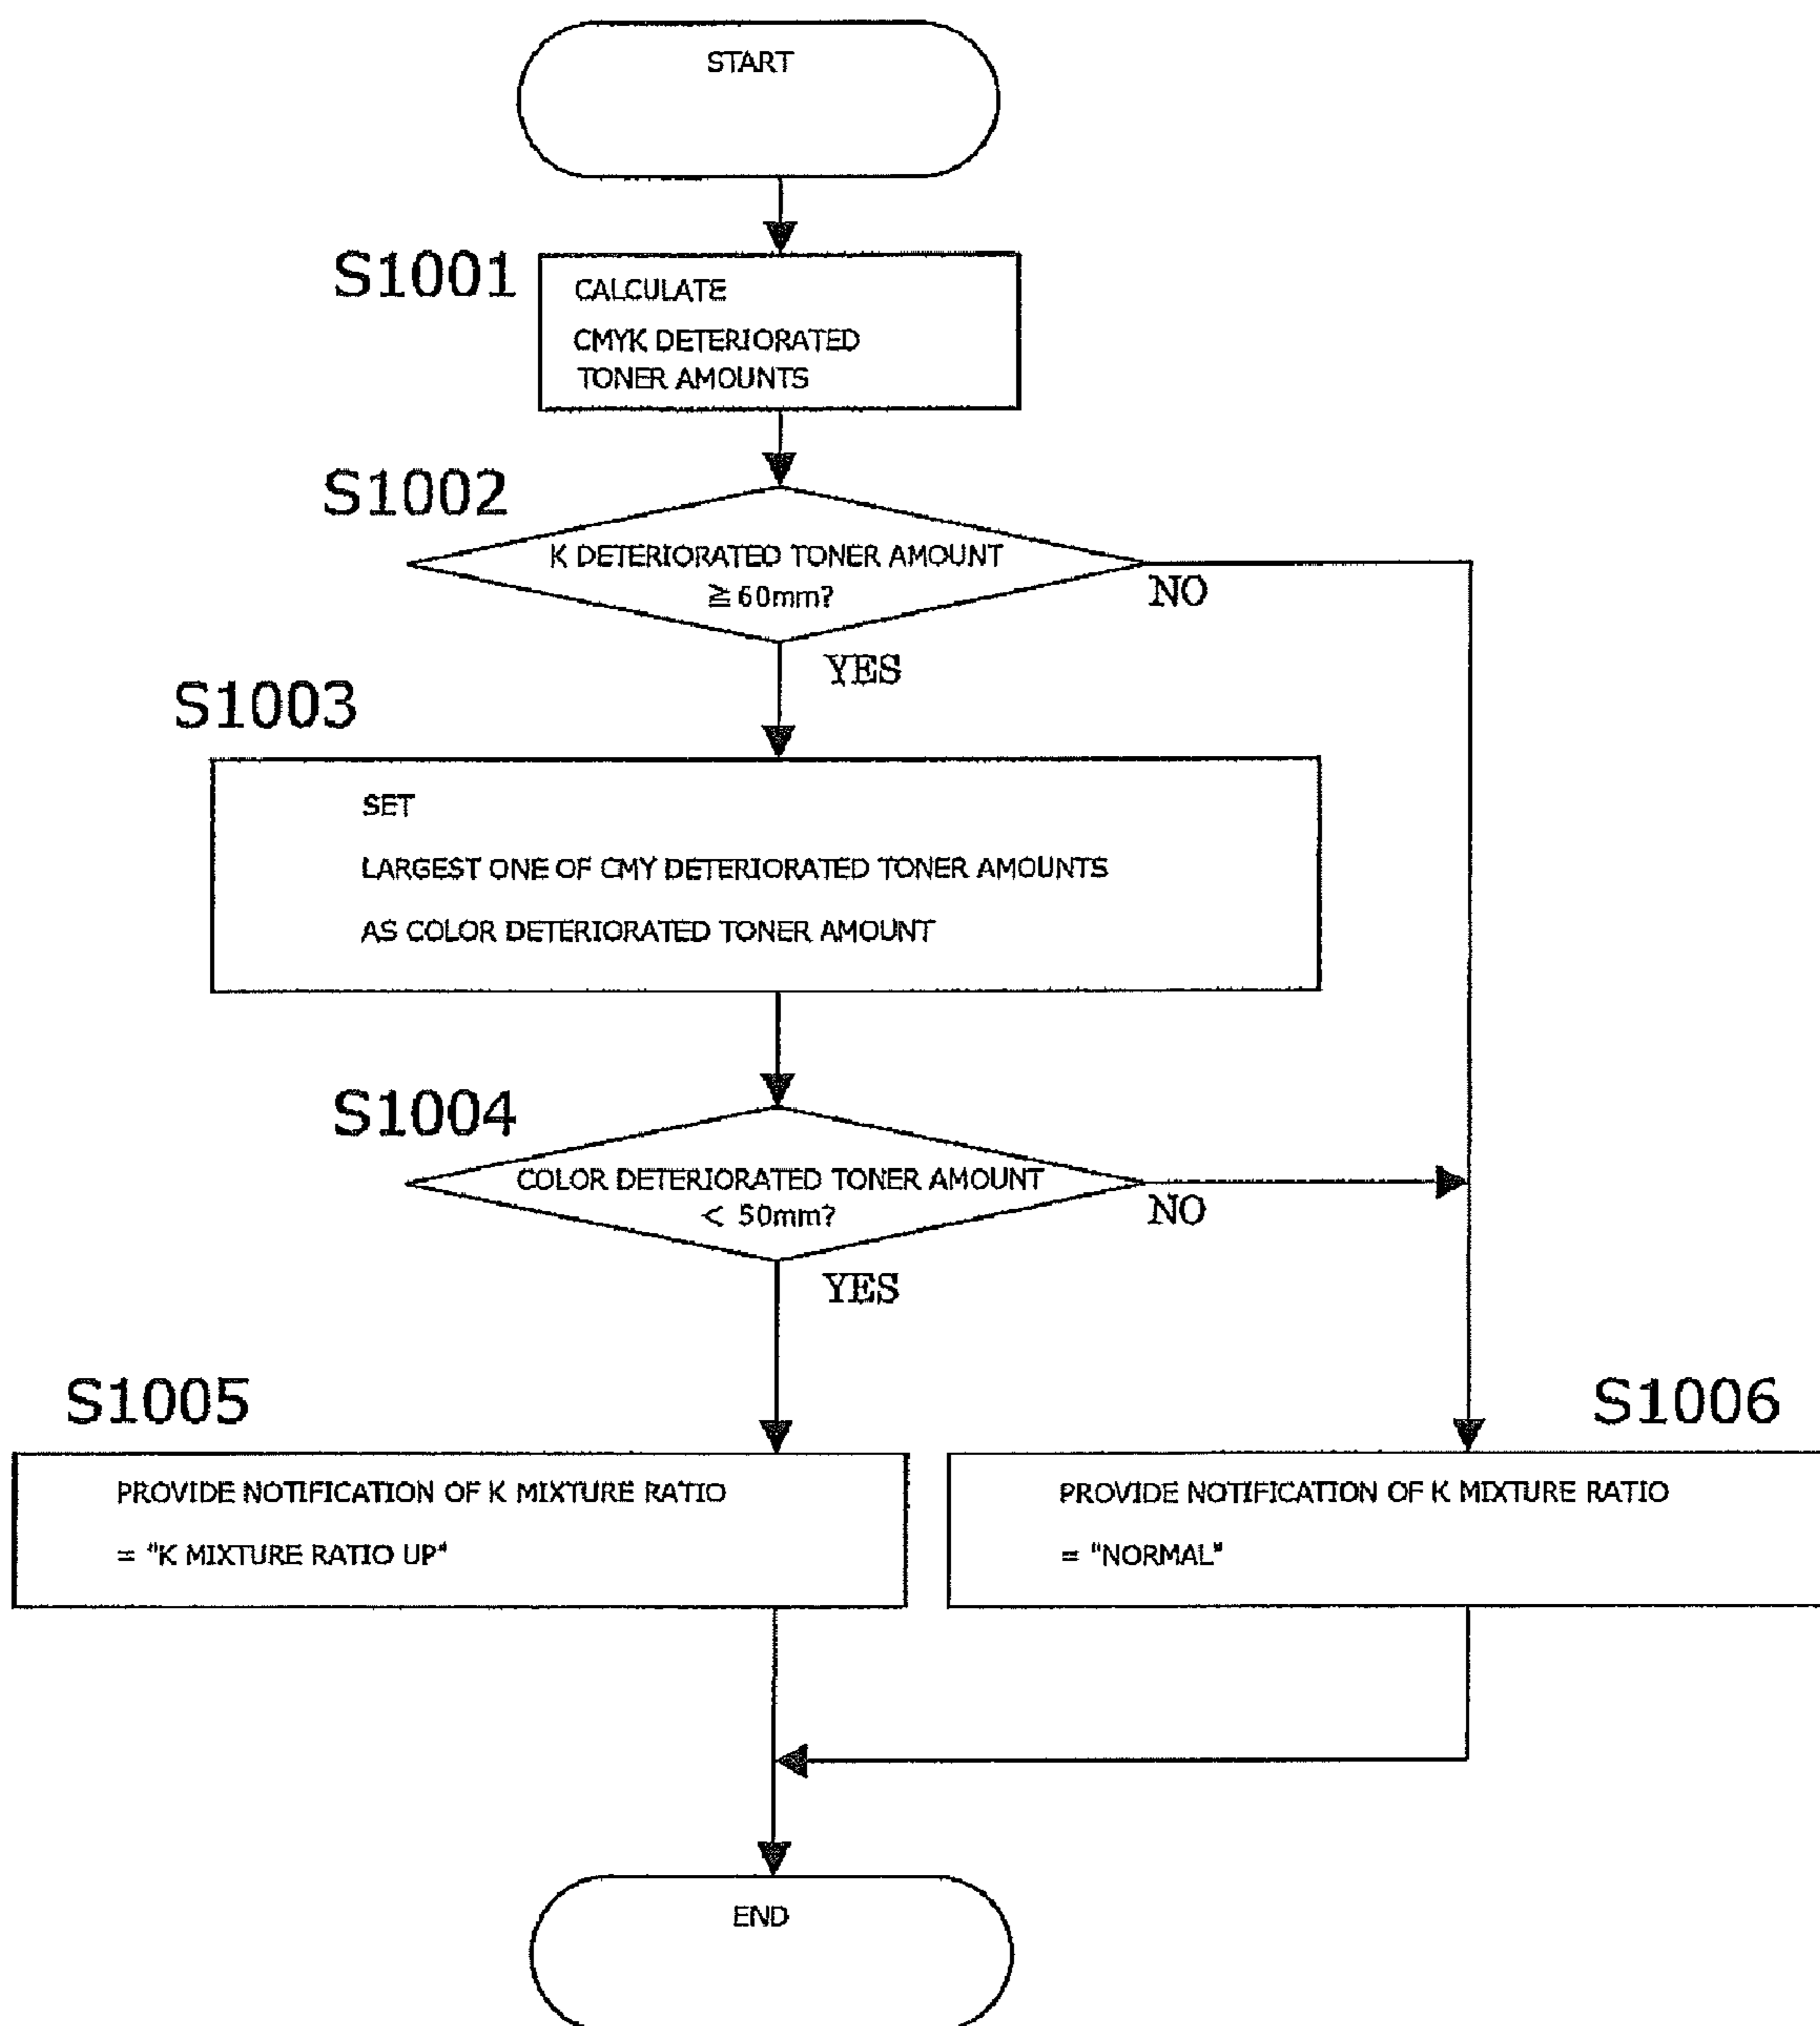 START
S1001
CALCULATE
CMYK DETERIORATED
TONER AMOUNTS
S1002
K DETERIORATED TONER AMOUNT
≧60mm?
NO
YES
S1003
SET
LARGEST ONE OF CMY DETERIORATED TONER AMOUNTS
AS COLOR DETERIORATED TONER AMOUNT
S1004
COLOR DETERIORATED TONER AMOUNT
< 50mm?
NO
YES
S1005
PROVIDE NOTIFICATION OF K MIXTURE RATIO
= "K MIXTURE RATIO UP"
S1006
PROVIDE NOTIFICATION OF K MIXTURE RATIO
= "NORMAL"
END